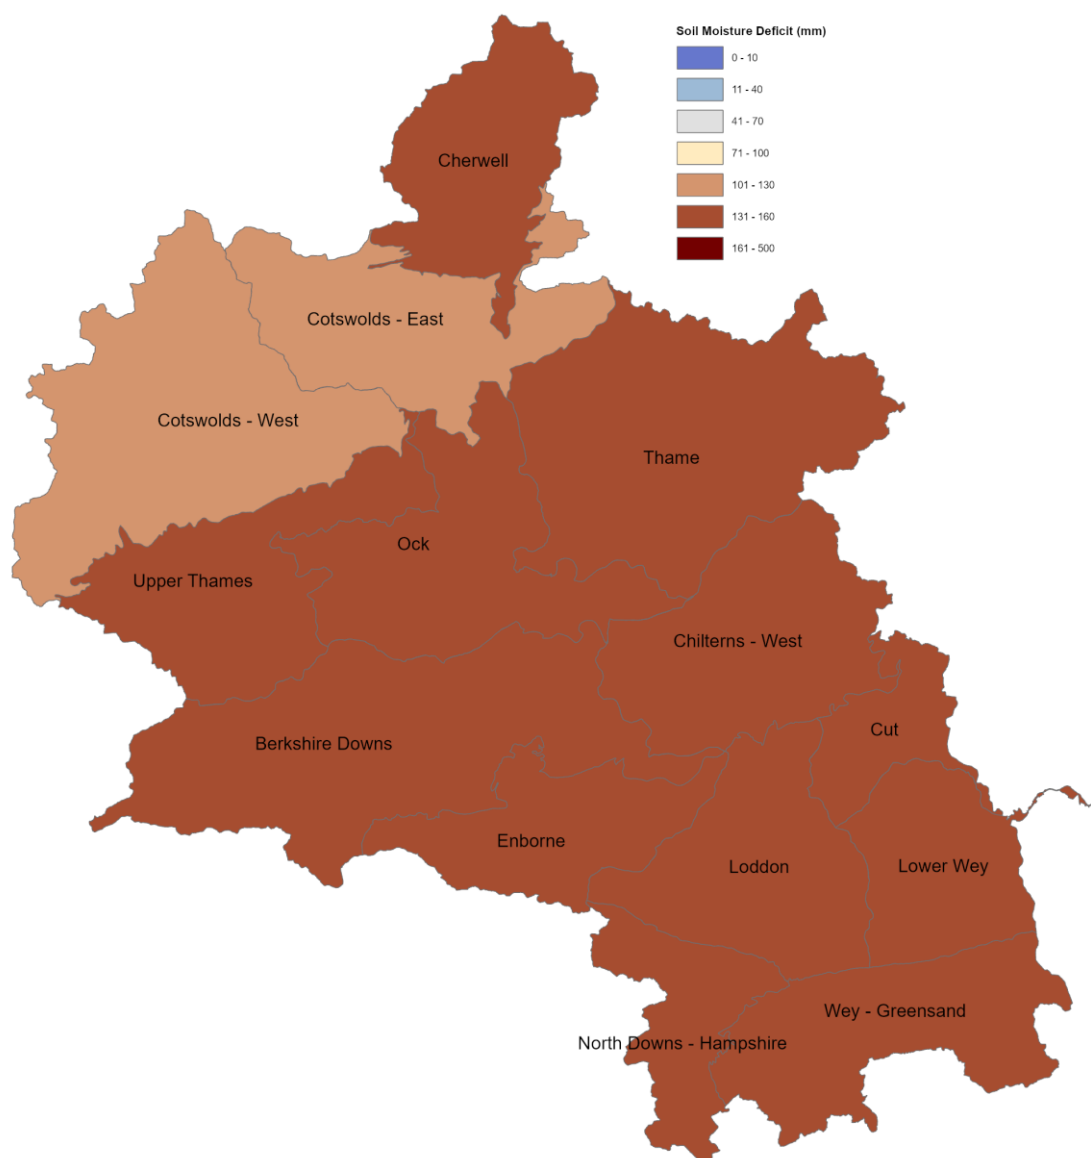 Soil Moisture Deficit (mm)
0 - 10
11 - 40
41 - 70
71 - 100
101 - 130
131 - 160
161 - 500
Cherwell
Cotswolds - East
Cotswolds - West
Thame
Ock
Upper Thames
Chilterns - West
Cut
Berkshire Downs
Enborne
Loddon
Lower Wey
Wey - Greensand
North Downs - Hampshire